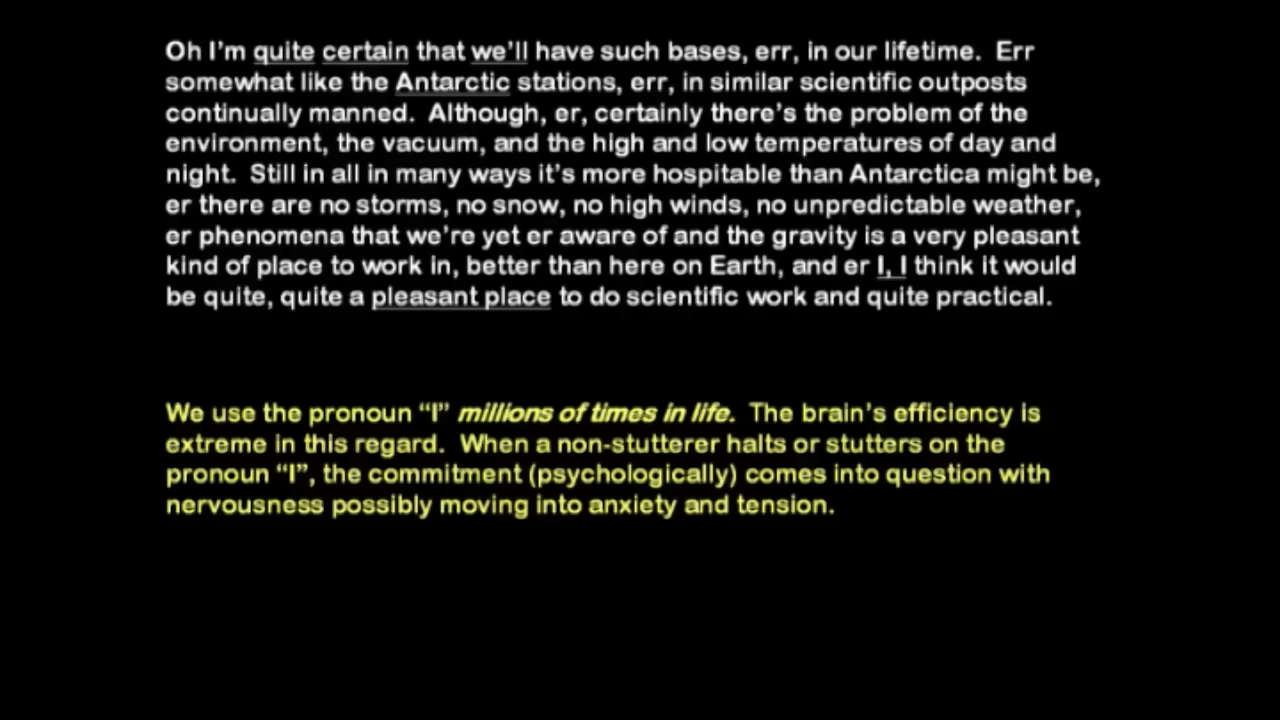 Oh I'm quite certain that we'll have such bases, err, in our lifetime.  Err
somewhat like the Antarctic stations, err, in similar scientific outposts
continually manned.  Although, er, certainly there's the problem of the
environment, the vacuum, and the high and low temperatures of day and
night.  Still in all in many ways it's more hospitable than Antarctica might be,
er there are no storms, no snow, no high winds, no unpredictable weather,
er phenomena that we're yet er aware of and the gravity is a very pleasant
kind of place to work in, better than here on Earth, and er I, I think it would
be quite, quite a pleasant place to do scientific work and quite practical.
We use the pronoun “I” millions of times in life.  The brain's efficiency is
extreme in this regard.  When a non-stutterer halts or stutters on the
pronoun “I”, the commitment (psychologically) comes into question with
nervousness possibly moving into anxiety and tension.